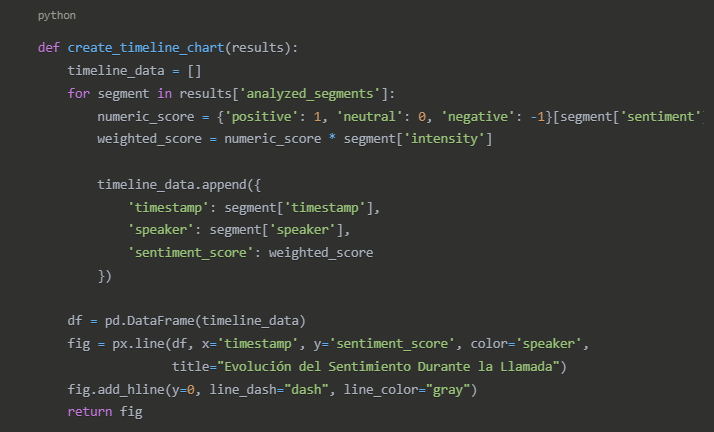 python
def create_timeline_chart(results):
    timeline_data = []
    for segment in results['analyzed_segments']:
        numeric_score = {'positive': 1, 'neutral': 0, 'negative': -1}[segment['sentiment'
        weighted_score = numeric_score * segment['intensity']

        timeline_data.append({
            'timestamp': segment['timestamp'],
            'speaker': segment['speaker'],
            'sentiment_score': weighted_score
        })

    df = pd.DataFrame(timeline_data)
    fig = px.line(df, x='timestamp', y='sentiment_score', color='speaker',
                  title="Evolución del Sentimiento Durante la Llamada")
    fig.add_hline(y=0, line_dash="dash", line_color="gray")
    return fig